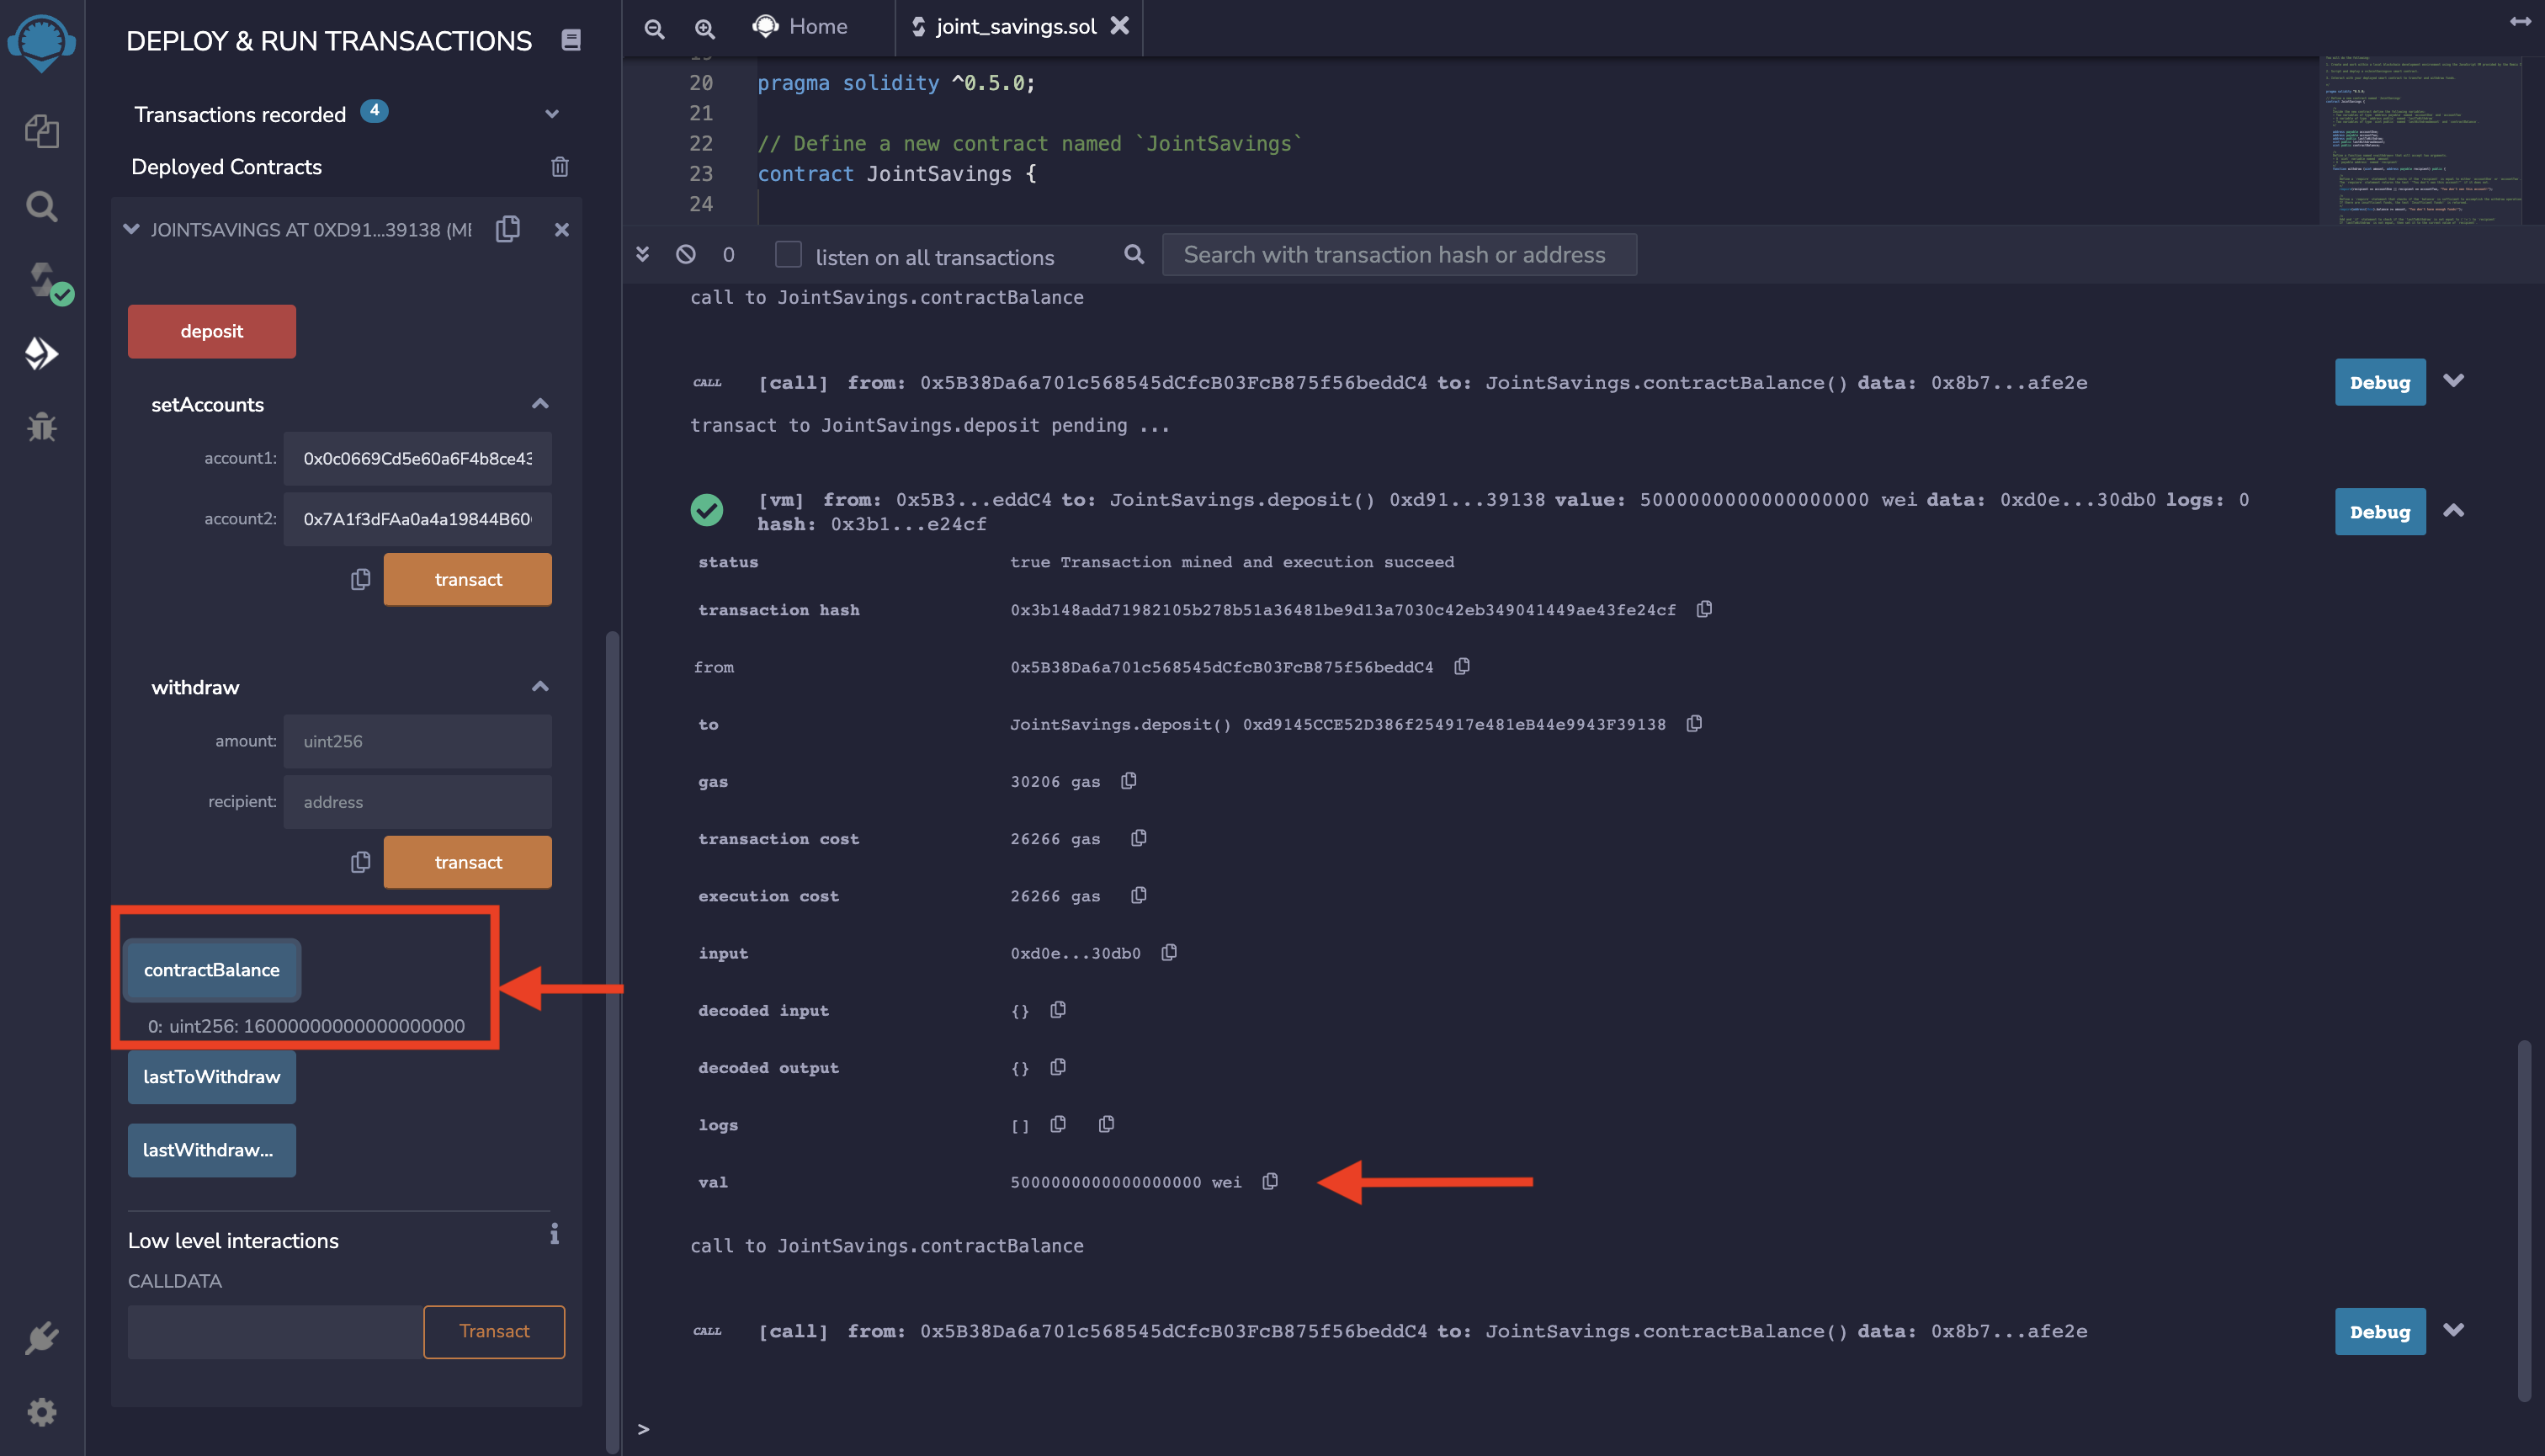 DEPLOY & RUN TRANSACTIONS
Transactions recorded 4
Deployed Contracts
JOINTSAVINGS AT 0XD91...39138 (ME
deposit
setAccounts
account1: 0x0c0669Cd5e60a6F4b8ce43
account2: 0x7A1f3dFAa0a4a19844B60
transact
withdraw
amount: uint256
recipient: address
transact
contractBalance
0: uint256: 16000000000000000000
lastToWithdraw
lastWithdraw...
Low level interactions
CALLDATA
Transact
Home
joint_savings.sol
20 pragma solidity ^0.5.0;
21
22 // Define a new contract named `JointSavings`
23 contract JointSavings {
24
0 listen on all transactions Search with transaction hash or address
call to JointSavings.contractBalance
CALL [call] from: 0x5B38Da6a701c568545dCfcB03FcB875f56beddC4 to: JointSavings.contractBalance() data: 0x8b7...afe2e Debug
transact to JointSavings.deposit pending ...
[vm] from: 0x5B3...eddC4 to: JointSavings.deposit() 0xd91...39138 value: 5000000000000000000 wei data: 0xd0e...30db0 logs: 0
hash: 0x3b1...e24cf Debug
status true Transaction mined and execution succeed
transaction hash 0x3b148add71982105b278b51a36481be9d13a7030c42eb349041449ae43fe24cf
from 0x5B38Da6a701c568545dCfcB03FcB875f56beddC4
to JointSavings.deposit() 0xd9145CCE52D386f254917e481eB44e9943F39138
gas 30206 gas
transaction cost 26266 gas
execution cost 26266 gas
input 0xd0e...30db0
decoded input {}
decoded output {}
logs []
val 5000000000000000000 wei
call to JointSavings.contractBalance
CALL [call] from: 0x5B38Da6a701c568545dCfcB03FcB875f56beddC4 to: JointSavings.contractBalance() data: 0x8b7...afe2e Debug
>